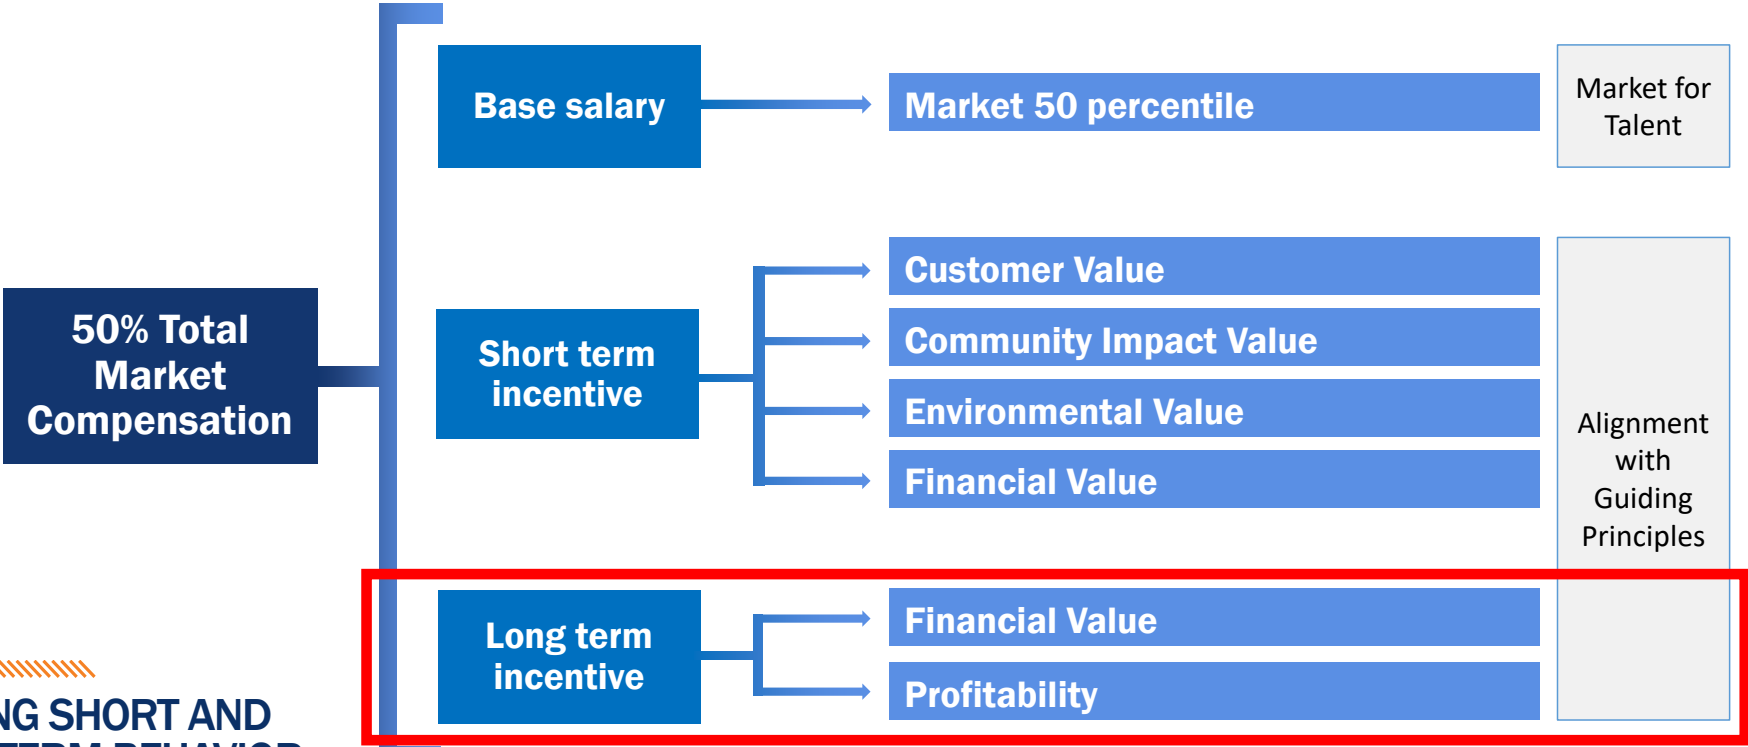 50% Total
Market
Compensation
Base salary
Market 50 percentile
Market for
Talent
Short term
incentive
Customer Value
Community Impact Value
Environmental Value
Financial Value
Alignment
with
Guiding
Principles
Long term
incentive
Financial Value
Profitability
SHORT AND
BEHAVIOR